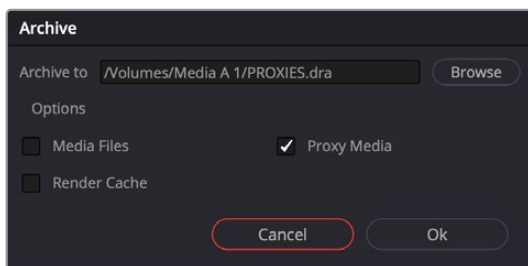 Archive
Archive to /Volumes/Media A 1/PROXIES.dra Browse
Options
Media Files Proxy Media
Render Cache
Cancel Ok